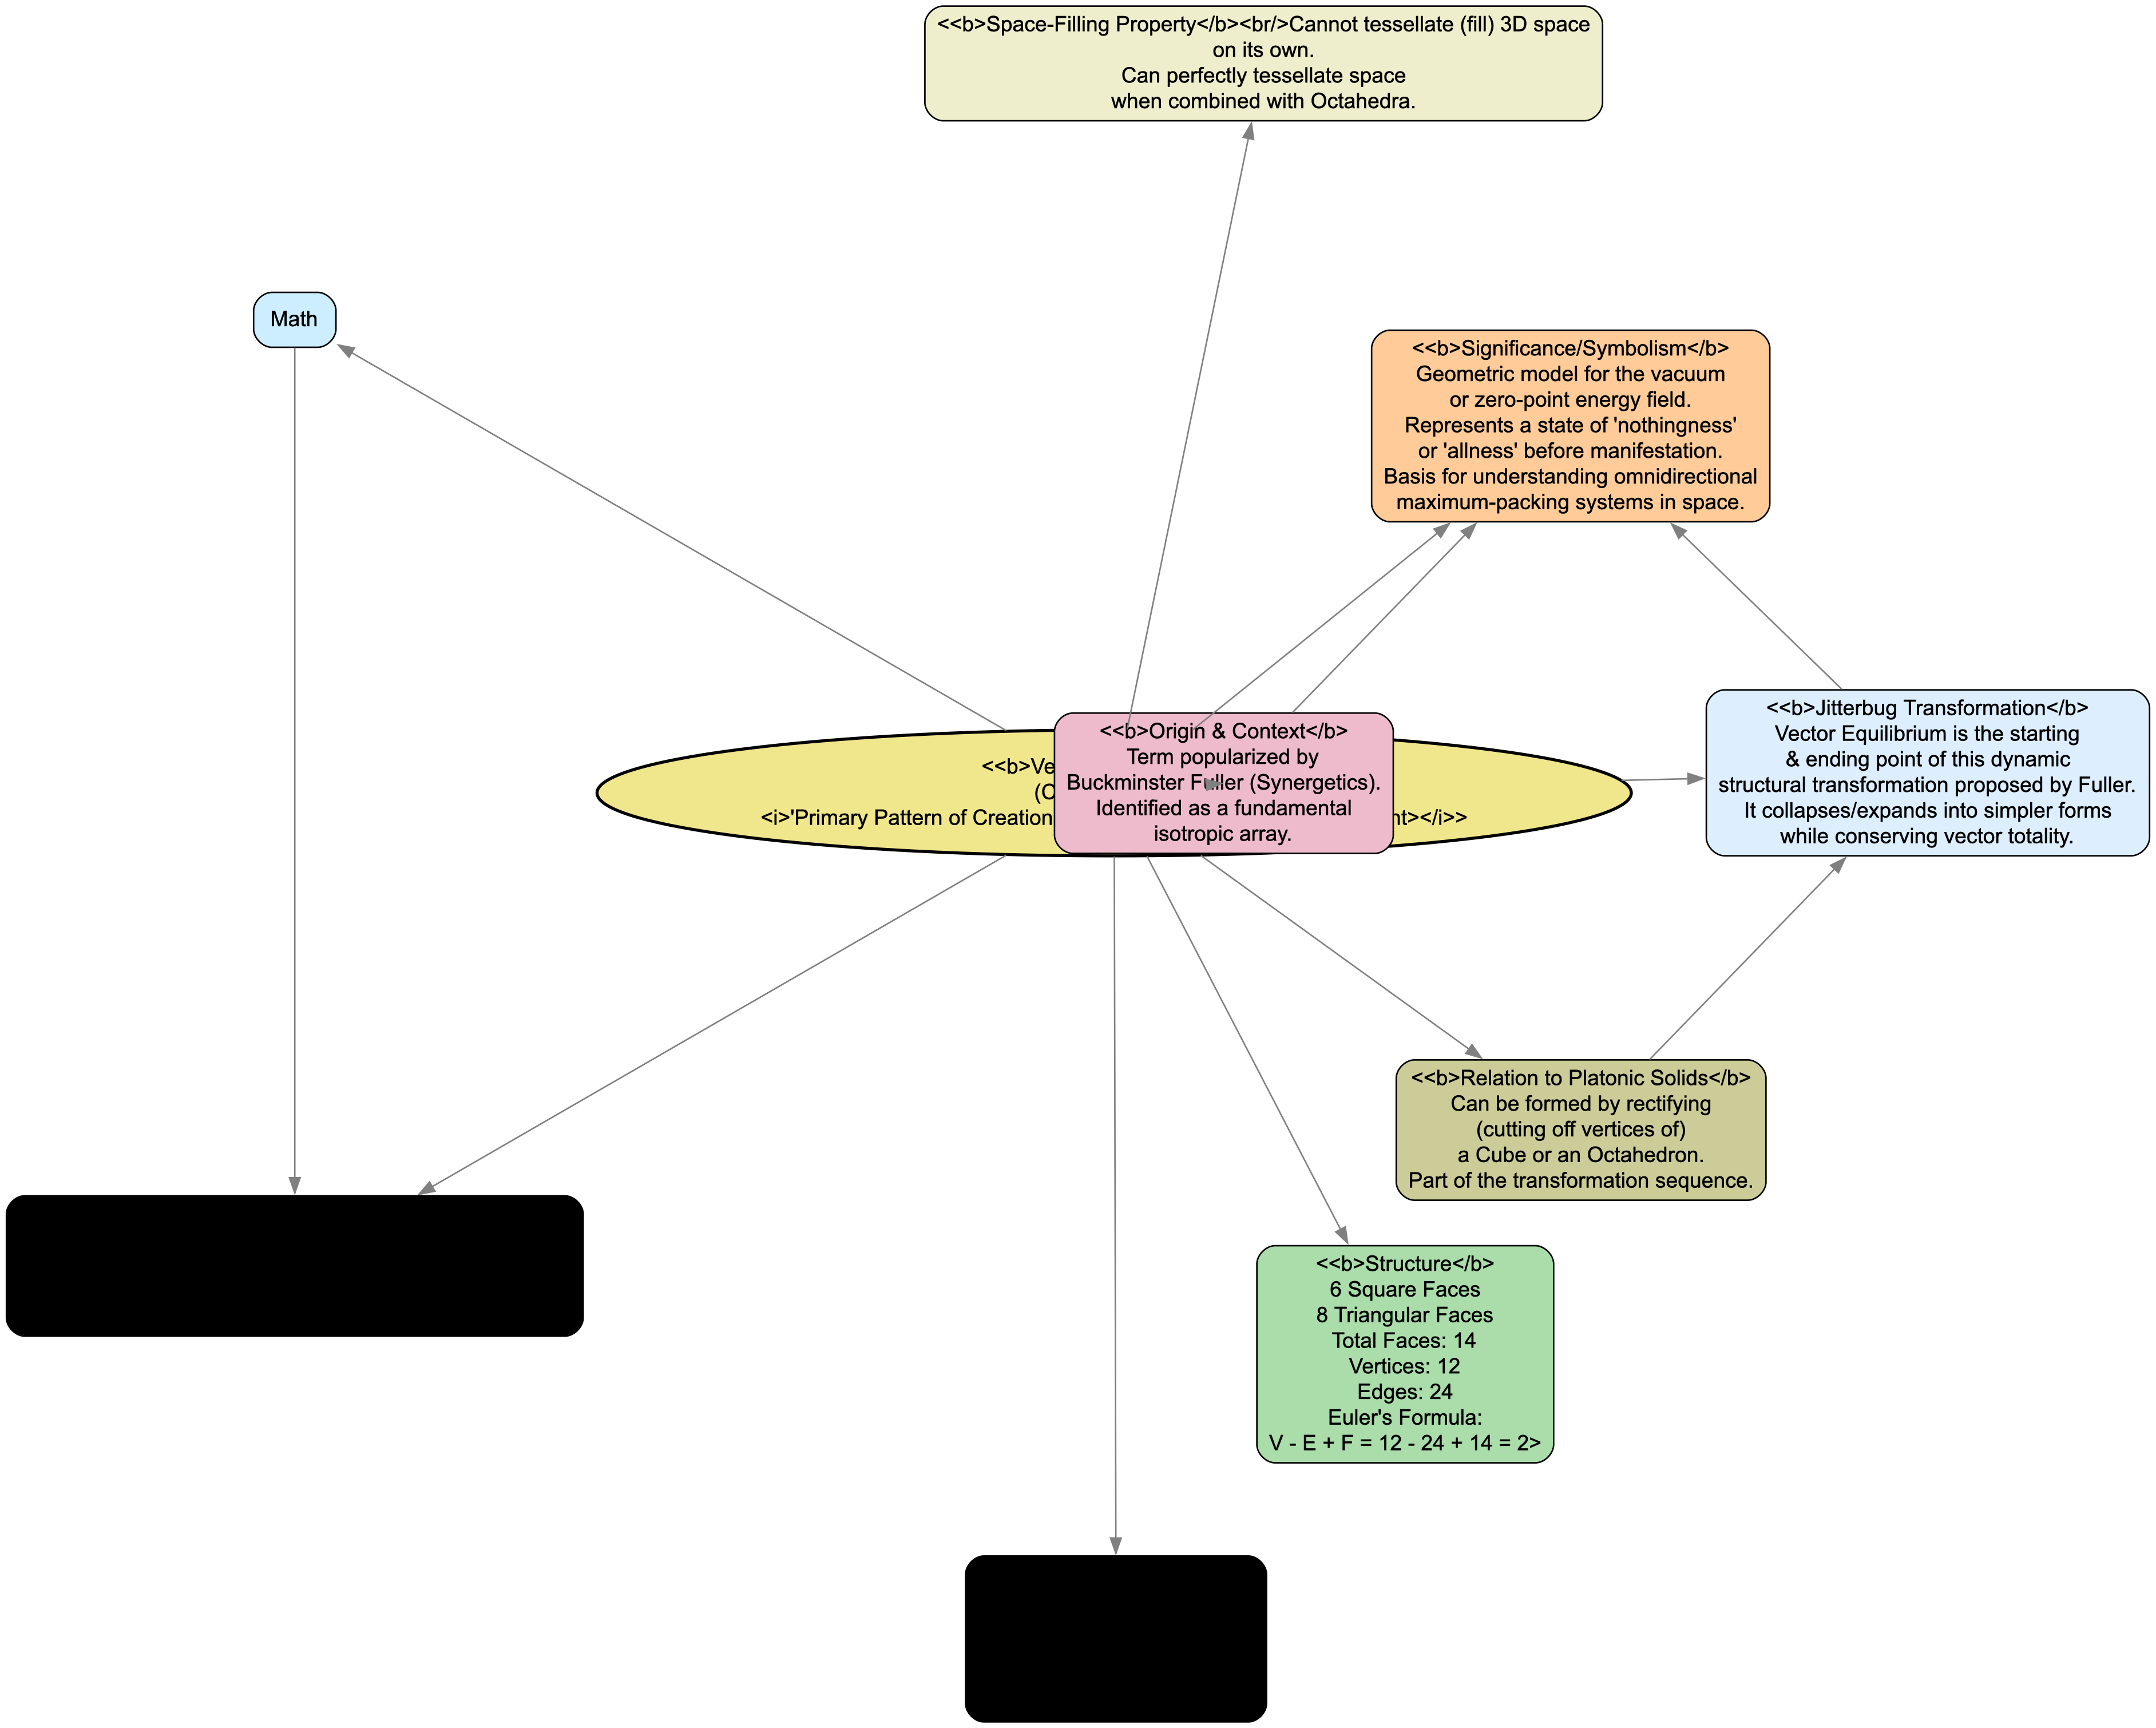 <<b>Space-Filling Property</b><br/>Cannot tessellate (fill) 3D space
on its own.
Can perfectly tessellate space
when combined with Octahedra.
Math
<<b>Significance/Symbolism</b>
Geometric model for the vacuum
or zero-point energy field.
Represents a state of 'nothingness'
or 'allness' before manifestation.
Basis for understanding omnidirectional
maximum-packing systems in space.
<<b>Origin & Context</b>
Term popularized by
Buckminster Fuller (Synergetics).
Identified as a fundamental
isotropic array.
<i>'Primary Pattern of Creation
<<b>Jitterbug Transformation</b>
Vector Equilibrium is the starting
& ending point of this dynamic
structural transformation proposed by Fuller.
It collapses/expands into simpler forms
while conserving vector totality.
<<b>Relation to Platonic Solids</b>
Can be formed by rectifying
(cutting off vertices of)
a Cube or an Octahedron.
Part of the transformation sequence.
<<b>Structure</b>
6 Square Faces
8 Triangular Faces
Total Faces: 14
Vertices: 12
Edges: 24
Euler's Formula:
V - E + F = 12 - 24 + 14 = 2>